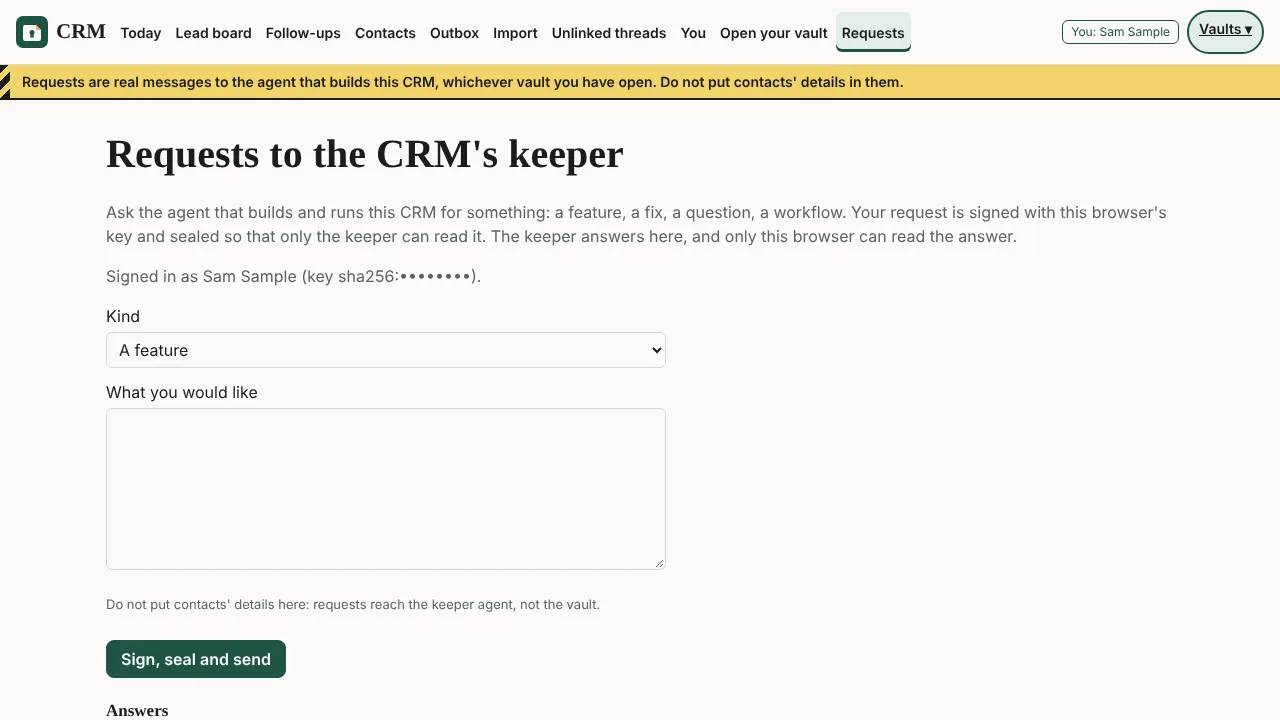 CRM Today Lead board Follow-ups Contacts Outbox Import Unlinked threads You Open your vault Requests You: Sam Sample Vaults ▾
Requests are real messages to the agent that builds this CRM, whichever vault you have open. Do not put contacts' details in them.
Requests to the CRM's keeper
Ask the agent that builds and runs this CRM for something: a feature, a fix, a question, a workflow. Your request is signed with this browser's
key and sealed so that only the keeper can read it. The keeper answers here, and only this browser can read the answer.
Signed in as Sam Sample (key sha256:••••••••).
Kind
A feature
What you would like
Do not put contacts' details here: requests reach the keeper agent, not the vault.
Sign, seal and send
Answers